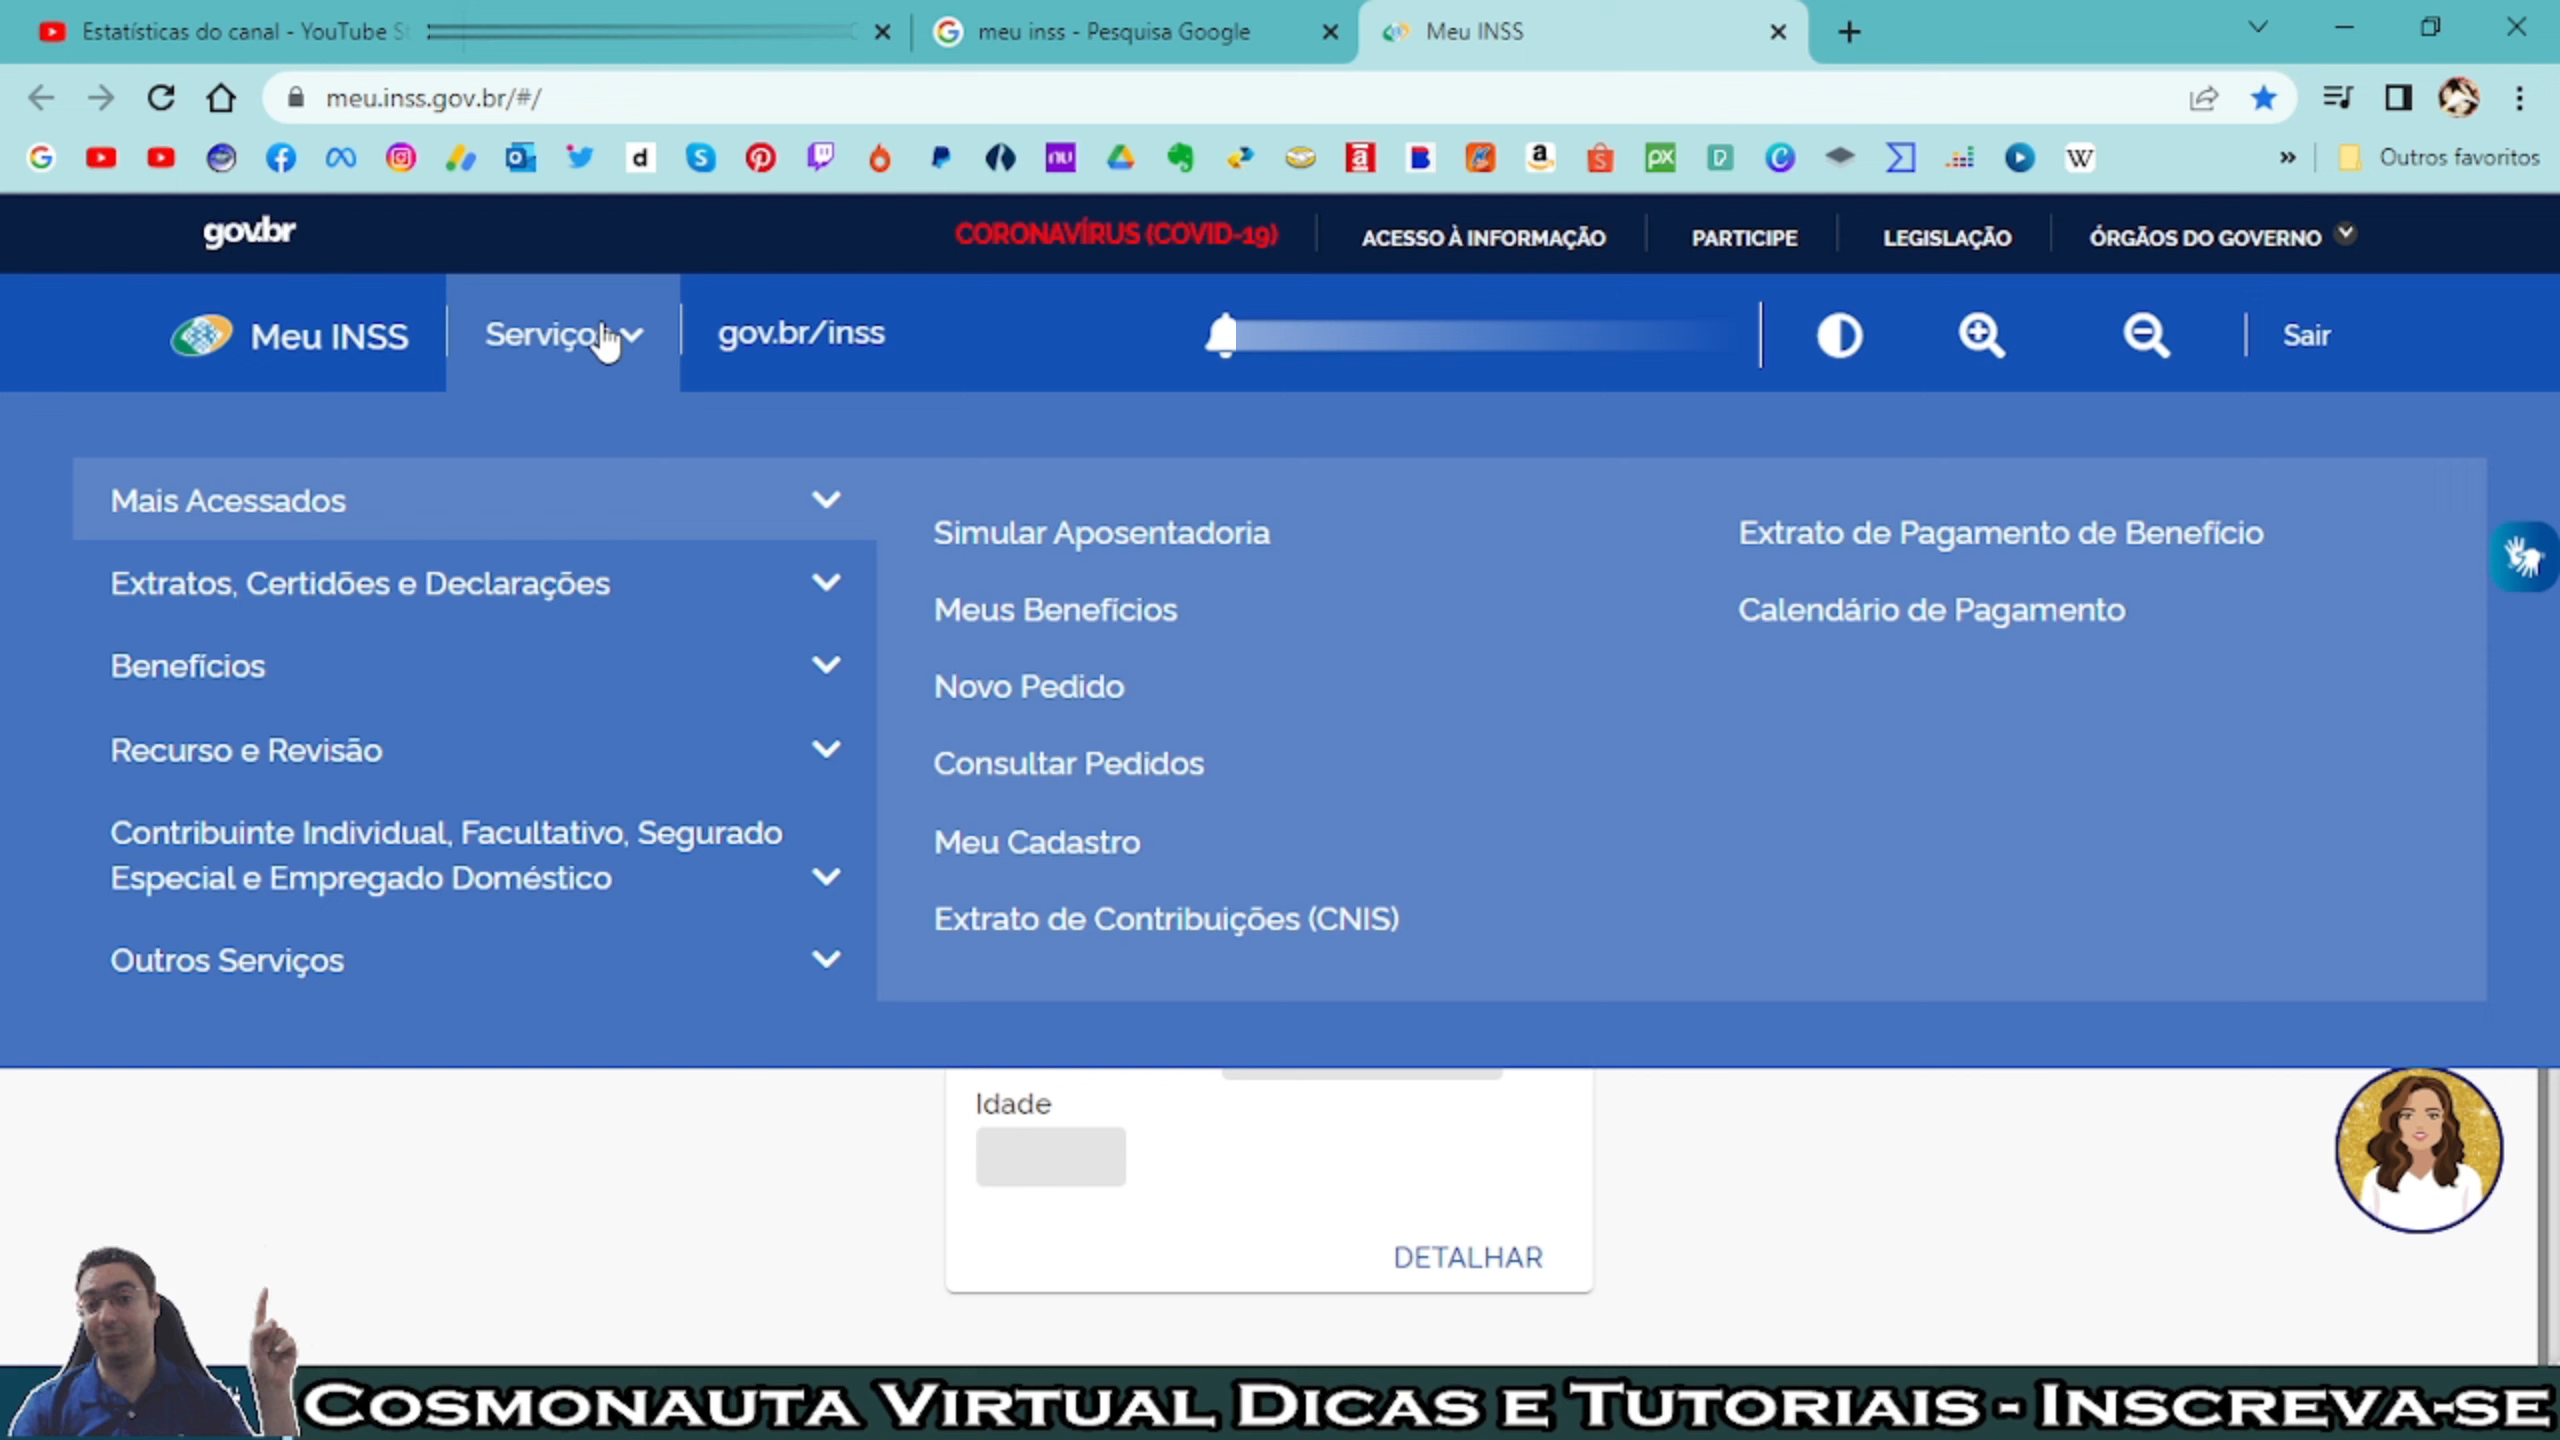 Estatísticas do canal - YouTube St
meu inss - Pesquisa Google
Meu INSS
meu.inss.gov.br/#/
Outros favoritos
gov.br
CORONAVÍRUS (COVID-19)
ACESSO À INFORMAÇÃO
PARTICIPE
LEGISLAÇÃO
ÓRGÃOS DO GOVERNO
Meu INSS
Serviço
gov.br/inss
Sair
Mais Acessados
Extratos, Certidões e Declarações
Benefícios
Recurso e Revisão
Contribuinte Individual, Facultativo, Segurado
Especial e Empregado Doméstico
Outros Serviços
Simular Aposentadoria
Meus Benefícios
Novo Pedido
Consultar Pedidos
Meu Cadastro
Extrato de Contribuições (CNIS)
Extrato de Pagamento de Benefício
Calendário de Pagamento
Idade
DETALHAR
Cosmonauta Virtual Dicas e Tutoriais - Inscreva-se